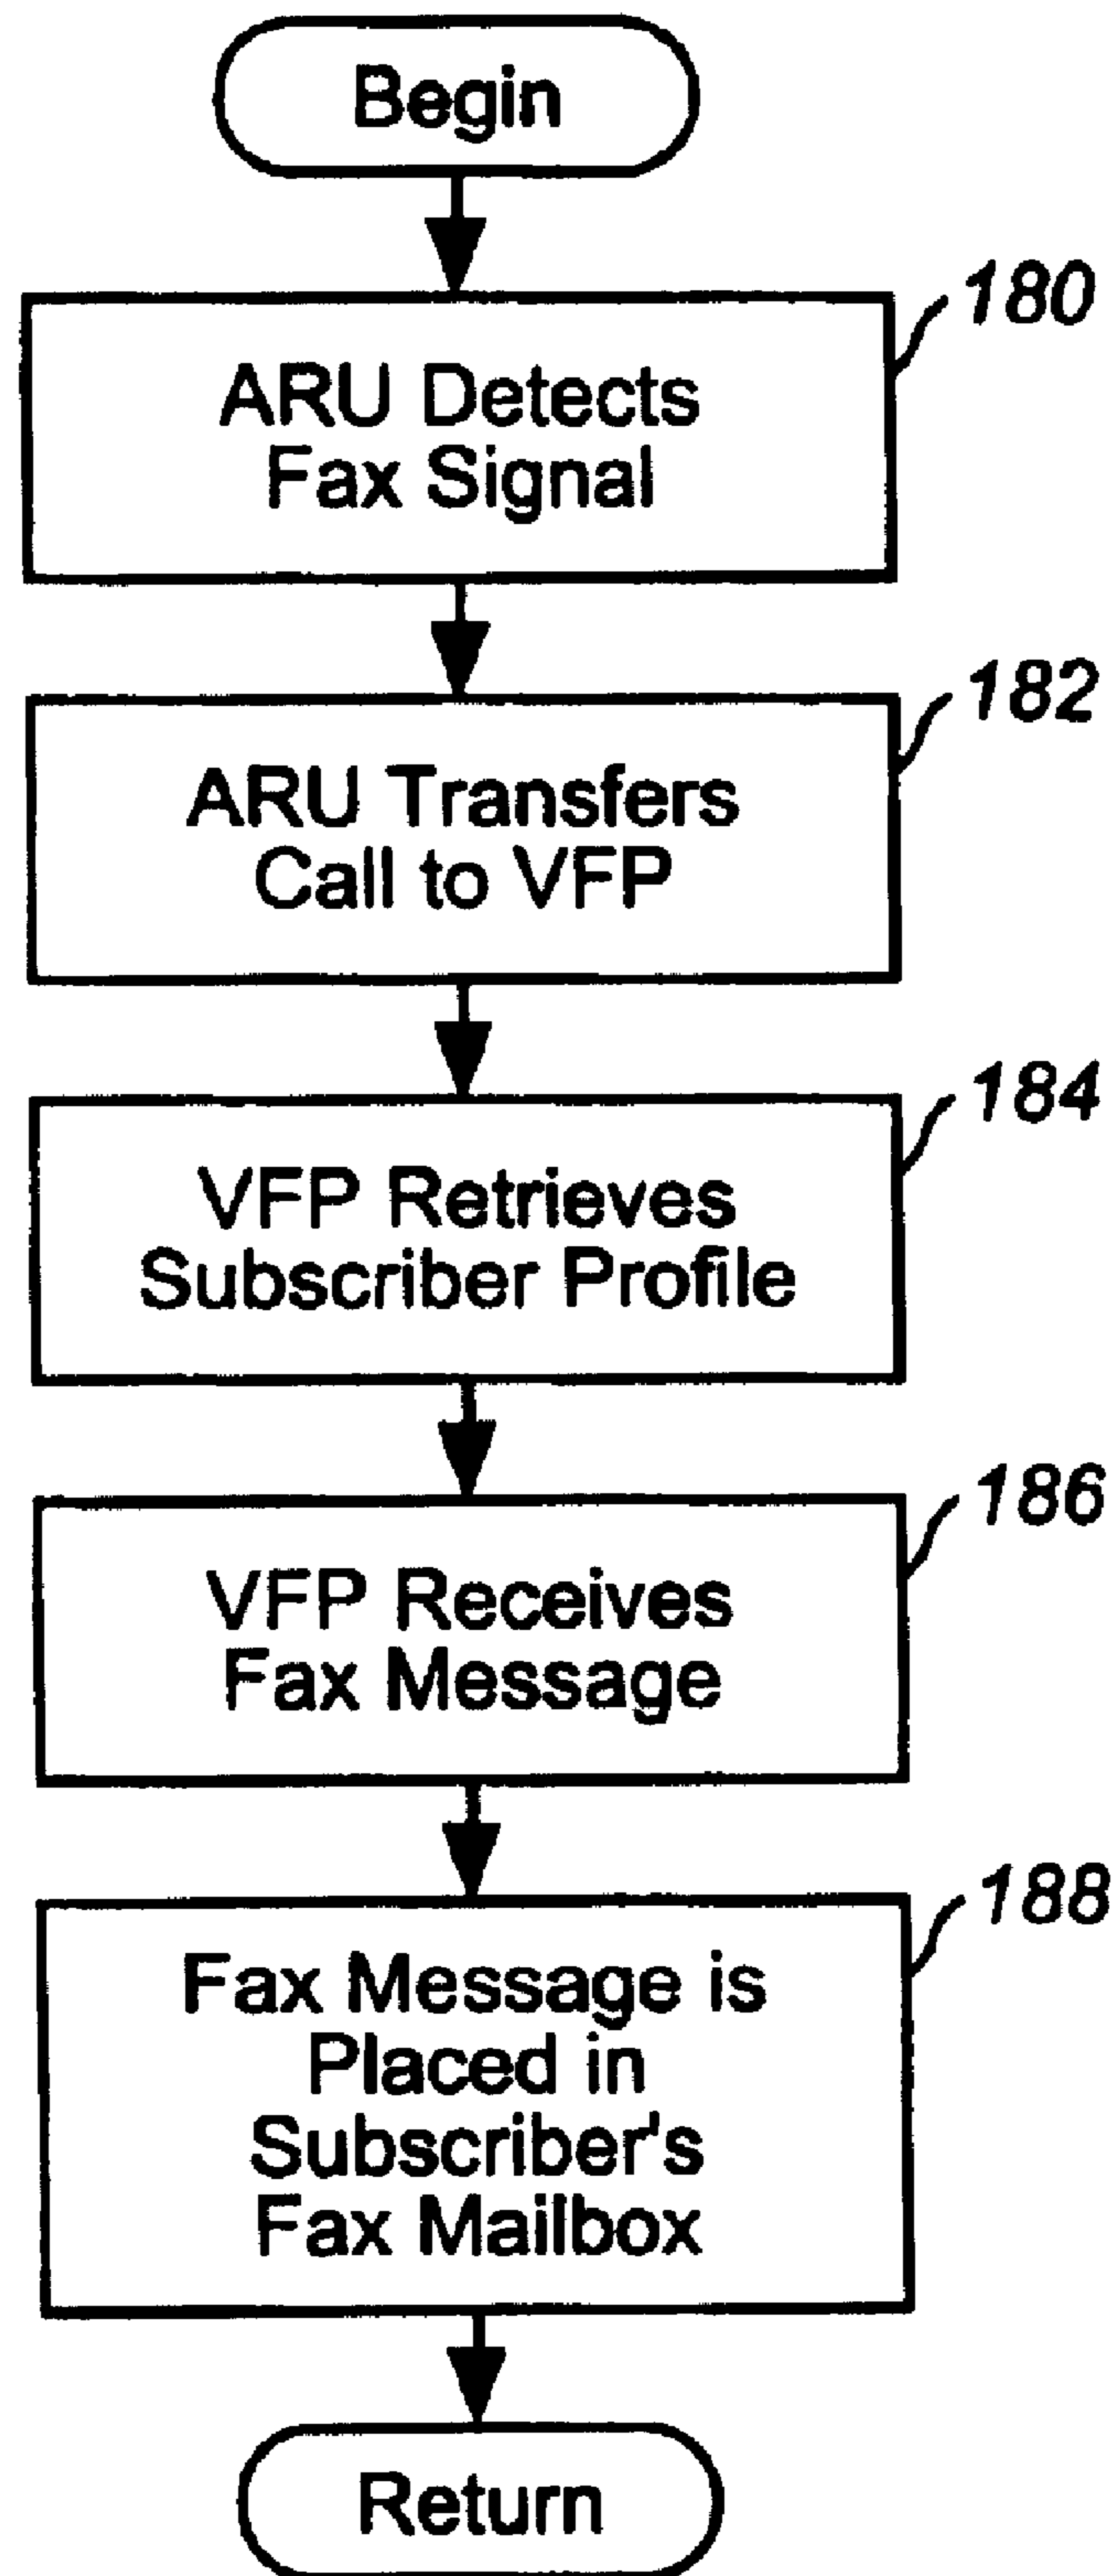 Begin
180
ARU Detects
Fax Signal
182
ARU Transfers
Call to VFP
184
VFP Retrieves
Subscriber Profile
186
VFP Receives
Fax Message
188
Fax Message is
Placed in
Subscriber's
Fax Mailbox
Return